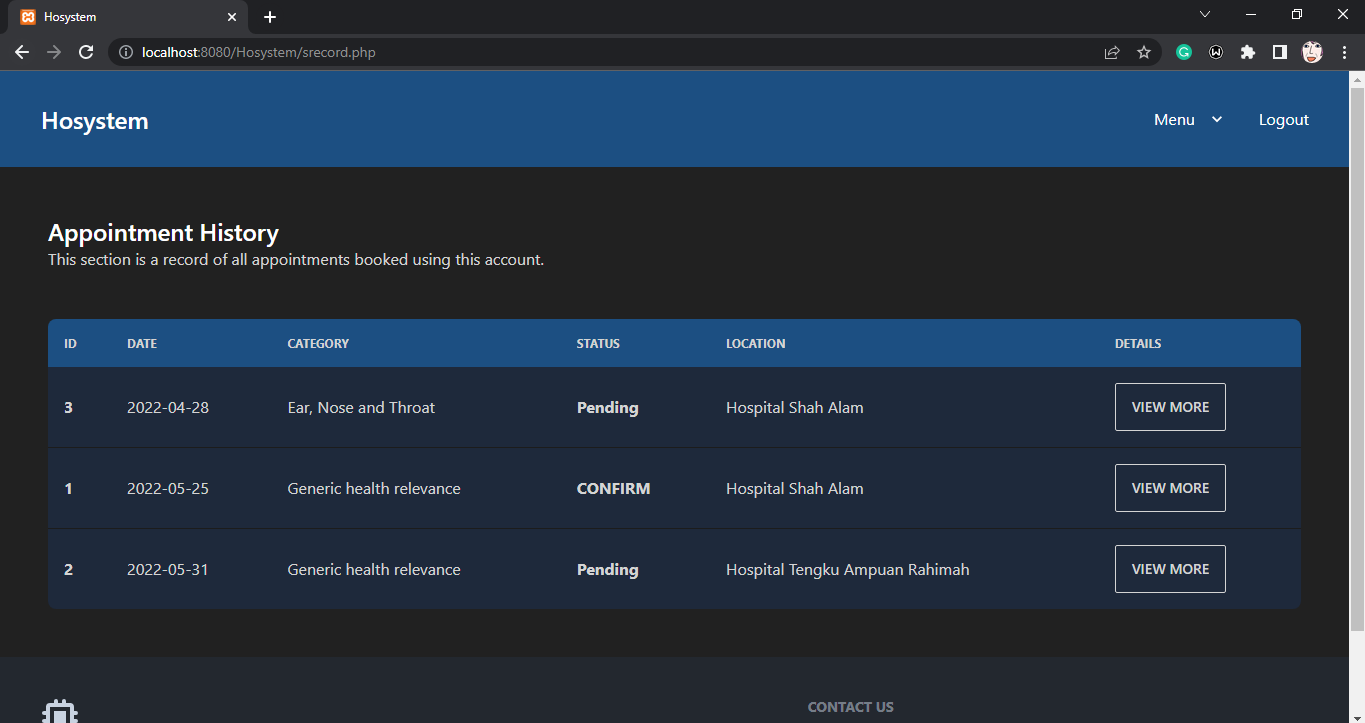 Hosystem
localhost:8080/Hosystem/srecord.php
Hosystem
Menu
Logout
Appointment History
This section is a record of all appointments booked using this account.
ID DATE CATEGORY STATUS LOCATION DETAILS
3 2022-04-28 Ear, Nose and Throat Pending Hospital Shah Alam VIEW MORE
1 2022-05-25 Generic health relevance CONFIRM Hospital Shah Alam VIEW MORE
2 2022-05-31 Generic health relevance Pending Hospital Tengku Ampuan Rahimah VIEW MORE
CONTACT US